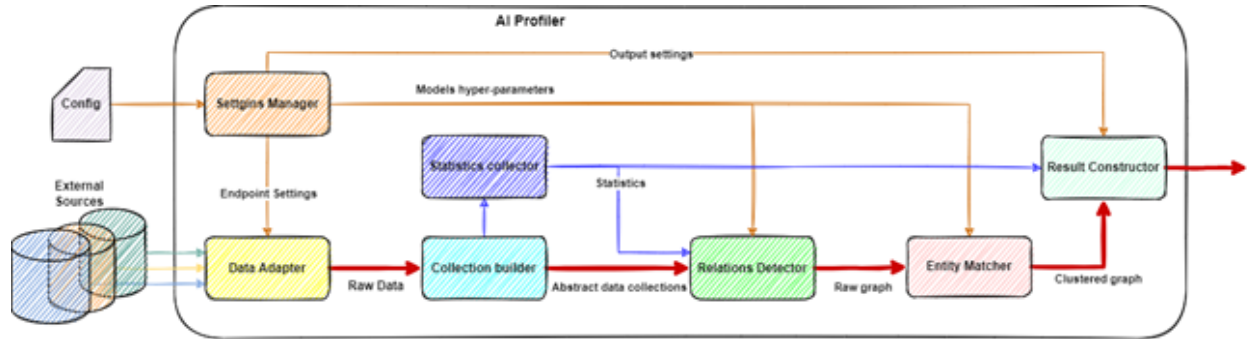 AI Profiler
Output settings
Config
Settgins Manager
Models hyper-parameters
Statistics collector
Result Constructor
External
Sources
Endpoint Settings
Statistics
Data Adapter
Collection builder
Relations Detector
Entity Matcher
Raw Data
Abstract data collections
Raw graph
Clustered graph